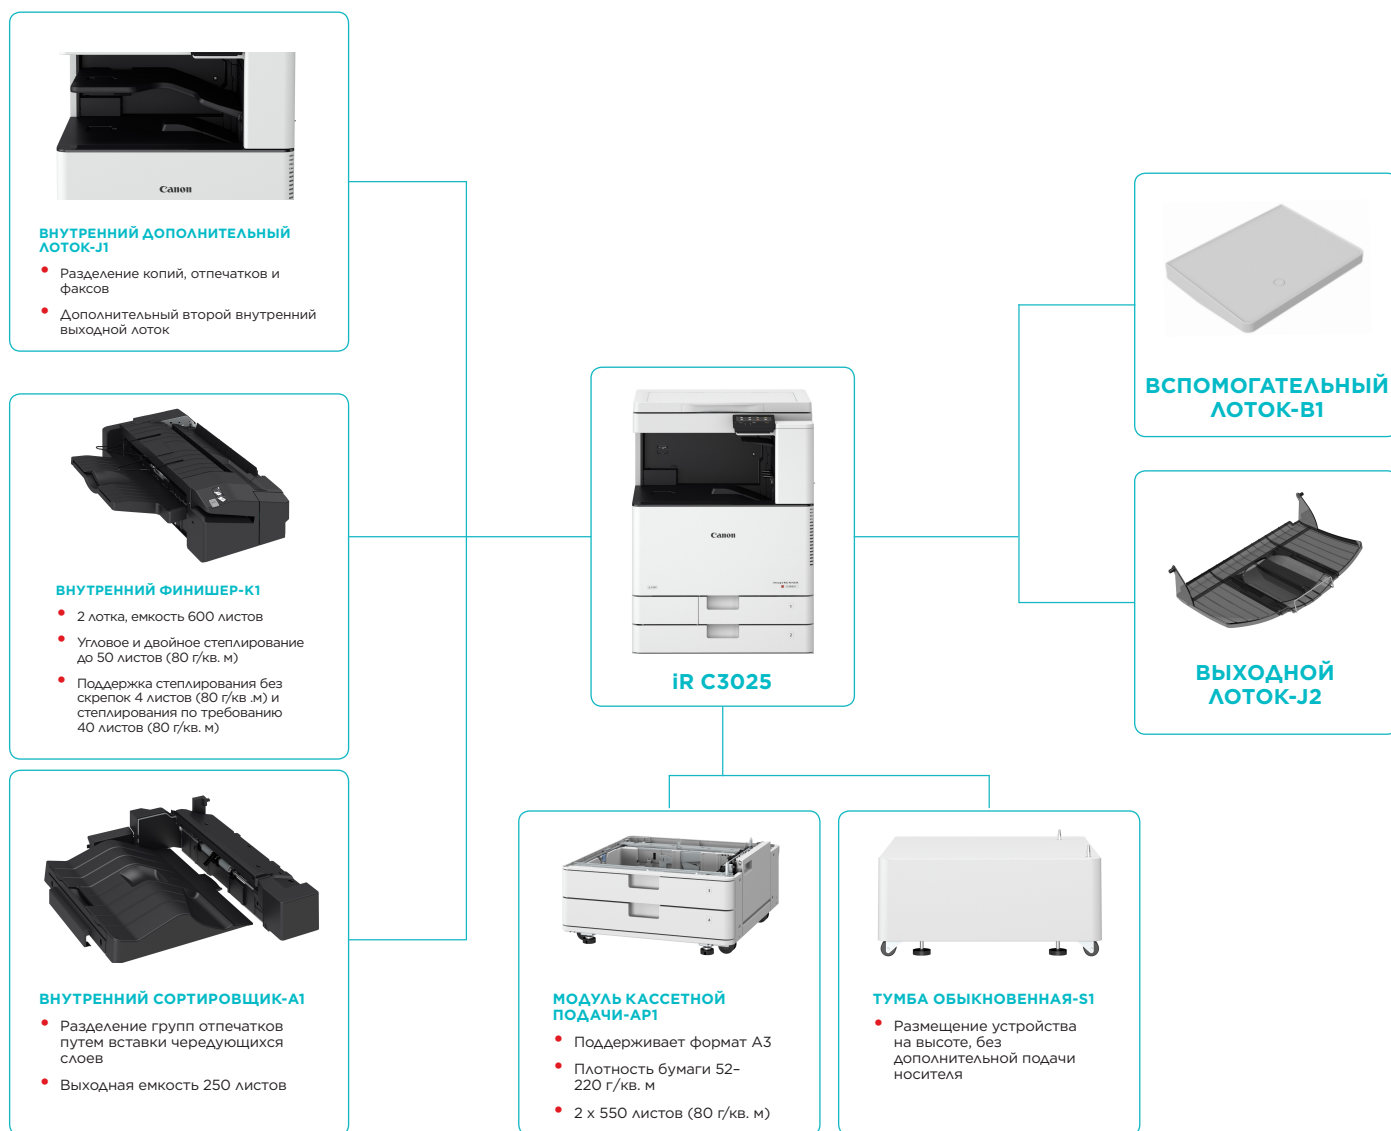 Canon
ВНУТРЕННИЙ ДОПОЛНИТЕЛЬНЫЙ
ЛОТОК-J1
• Разделение копий, отпечатков и
факсов
• Дополнительный второй внутренний
выходной лоток
ВНУТРЕННИЙ ФИНИШЕР-K1
• 2 лотка, емкость 600 листов
• Угловое и двойное степлирование
до 50 листов (80 г/кв. м)
• Поддержка степлирования без
скрепок 4 листов (80 г/кв .м) и
степлирования по требованию
40 листов (80 г/кв. м)
ВНУТРЕННИЙ СОРТИРОВЩИК-A1
• Разделение групп отпечатков
путем вставки чередующихся
слоев
• Выходная емкость 250 листов
Canon
1
2
iR C3025
МОДУЛЬ КАССЕТНОЙ
ПОДАЧИ-AP1
• Поддерживает формат A3
• Плотность бумаги 52–
220 г/кв. м
• 2 x 550 листов (80 г/кв. м)
ТУМБА ОБЫКНОВЕННАЯ-S1
• Размещение устройства
на высоте, без
дополнительной подачи
носителя
ВСПОМОГАТЕЛЬНЫЙ
ЛОТОК-B1
ВЫХОДНОЙ
ЛОТОК-J2